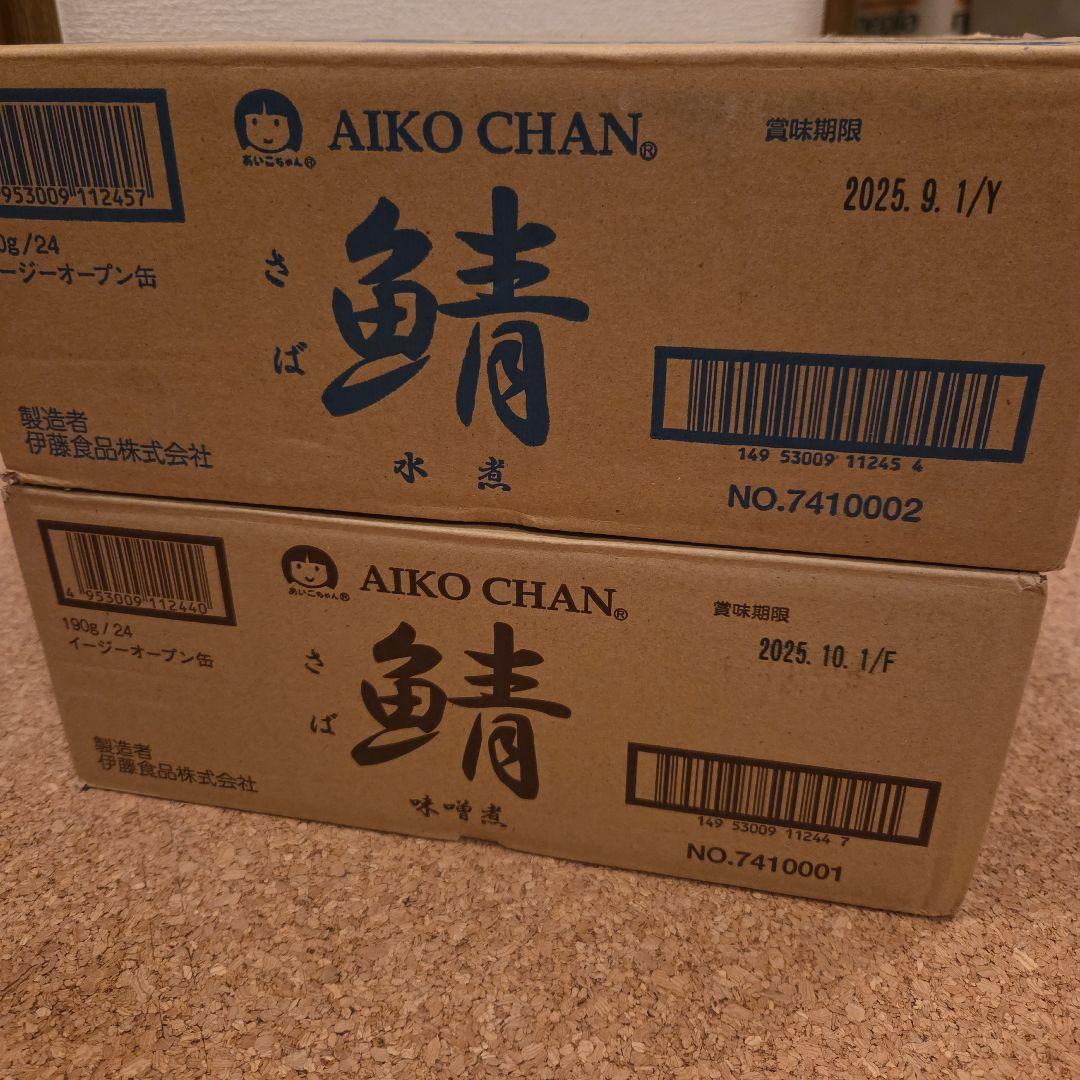 AIKO CHAN®
あいこちゃん®
賞味期限
2025. 9. 1/Y
953009 112457
0g/24
ージーオープン缶
さば
鯖
水煮
製造者
伊藤食品株式会社
149 53009 11245 4
NO.7410002
AIKO CHAN®
あいこちゃん®
賞味期限
2025. 10. 1/F
4 953009 112440
190g/24
イージーオープン缶
さば
鯖
味噌煮
製造者
伊藤食品株式会社
149 53009 11244 7
NO.7410001